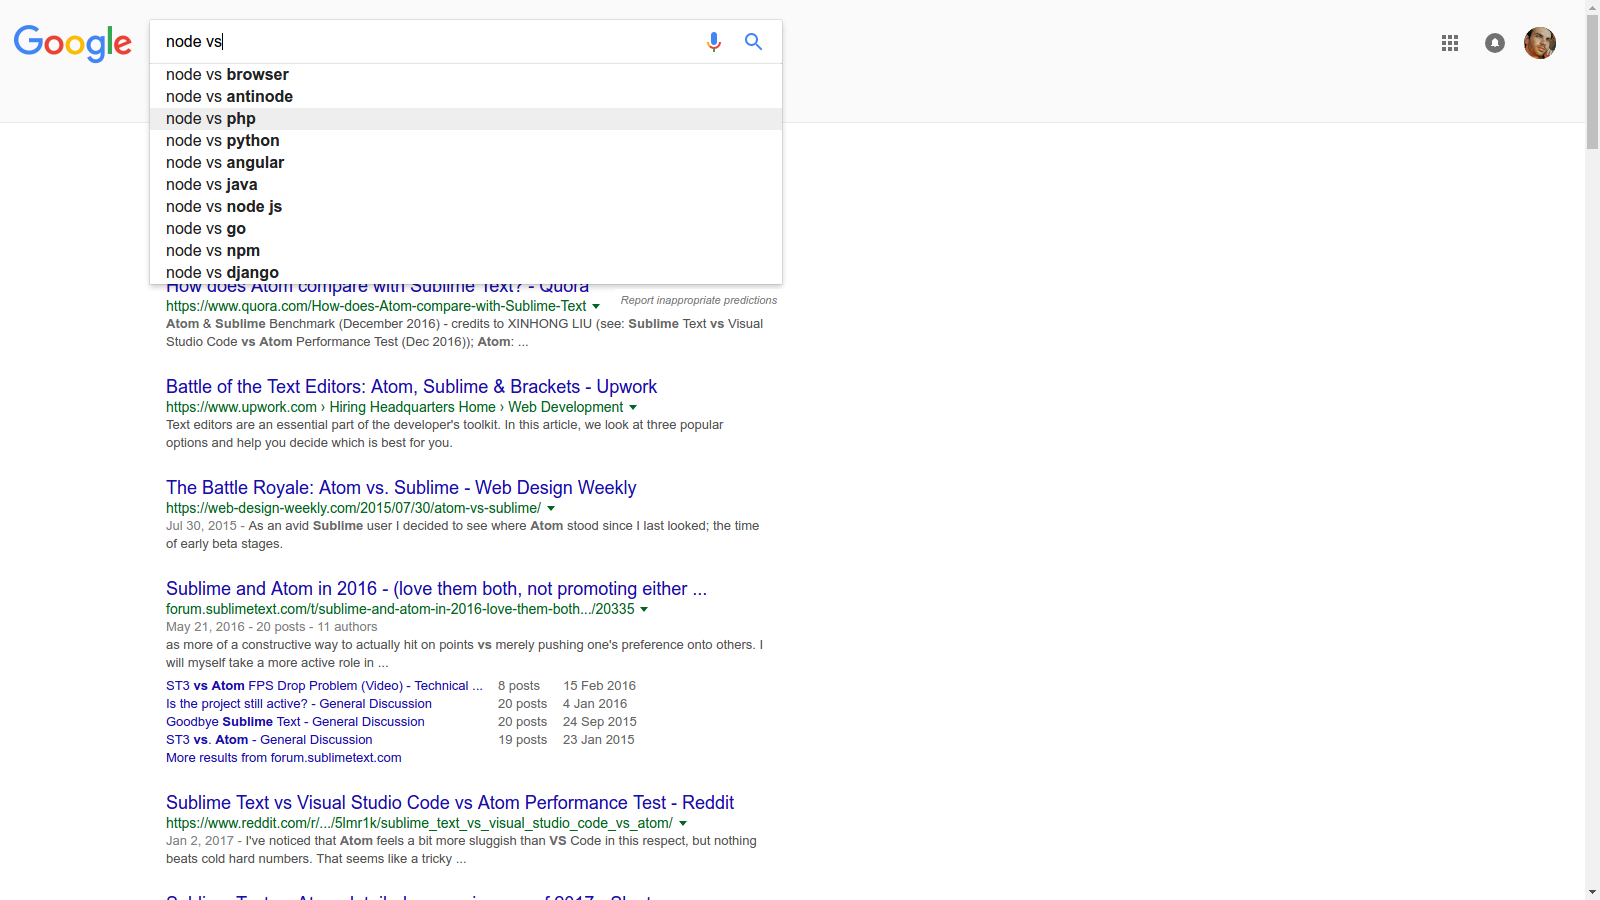 Google
node vs
node vs browser
node vs antinode
node vs php
node vs python
node vs angular
node vs java
node vs node js
node vs go
node vs npm
node vs django
How does Atom compare with Sublime Text? - Quora
Report inappropriate predictions
https://www.quora.com/How-does-Atom-compare-with-Sublime-Text
Atom & Sublime Benchmark (December 2016) - credits to XINHONG LIU (see: Sublime Text vs Visual
Studio Code vs Atom Performance Test (Dec 2016)); Atom: ...
Battle of the Text Editors: Atom, Sublime & Brackets - Upwork
https://www.upwork.com › Hiring Headquarters Home › Web Development
Text editors are an essential part of the developer's toolkit. In this article, we look at three popular
options and help you decide which is best for you.
The Battle Royale: Atom vs. Sublime - Web Design Weekly
https://web-design-weekly.com/2015/07/30/atom-vs-sublime/
Jul 30, 2015 - As an avid Sublime user I decided to see where Atom stood since I last looked; the time
of early beta stages.
Sublime and Atom in 2016 - (love them both, not promoting either ...
forum.sublimetext.com/t/sublime-and-atom-in-2016-love-them-both.../20335
May 21, 2016 - 20 posts - 11 authors
as more of a constructive way to actually hit on points vs merely pushing one's preference onto others. I
will myself take a more active role in ...
ST3 vs Atom FPS Drop Problem (Video) - Technical ... 8 posts 15 Feb 2016
Is the project still active? - General Discussion 20 posts 4 Jan 2016
Goodbye Sublime Text - General Discussion 20 posts 24 Sep 2015
ST3 vs. Atom - General Discussion 19 posts 23 Jan 2015
More results from forum.sublimetext.com
Sublime Text vs Visual Studio Code vs Atom Performance Test - Reddit
https://www.reddit.com/r/.../5lmr1k/sublime_text_vs_visual_studio_code_vs_atom/
Jan 2, 2017 - I've noticed that Atom feels a bit more sluggish than VS Code in this respect, but nothing
beats cold hard numbers. That seems like a tricky ...